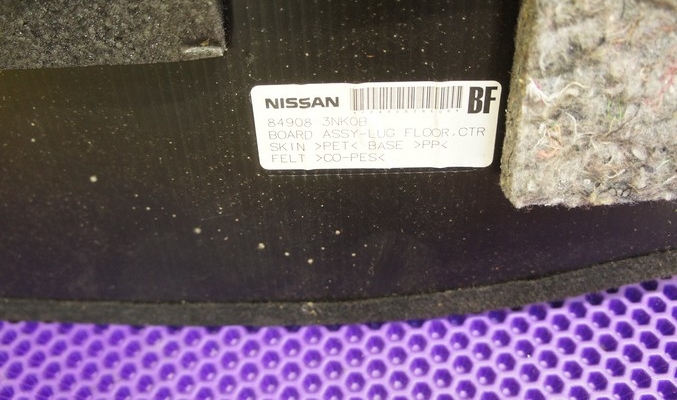 NISSAN BF
84908 3NK0B
BOARD ASSY-LUG FLOOR,CTR
SKIN >PET< BASE >PP<
FELT >CO-PES<